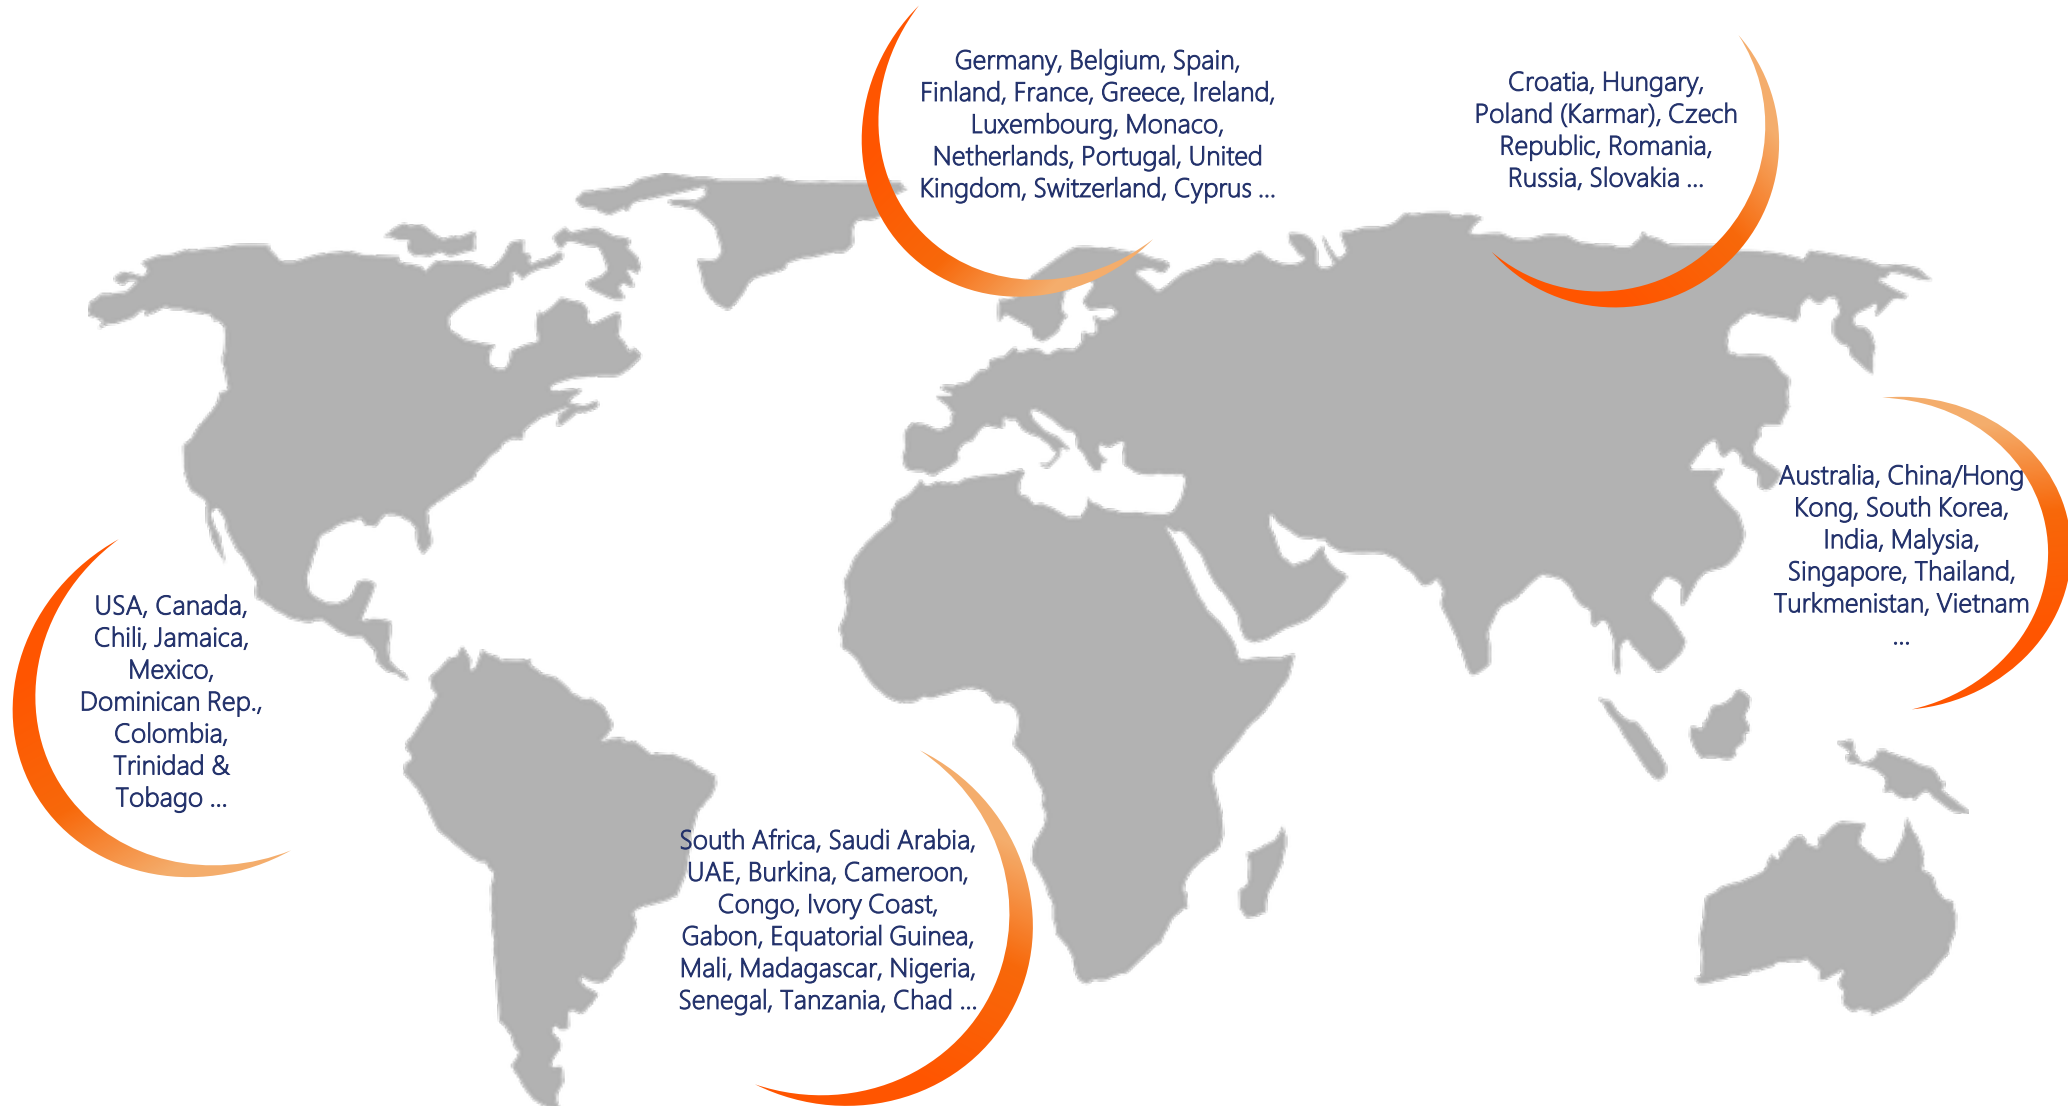 Germany, Belgium, Spain,
Finland, France, Greece, Ireland,
Luxembourg, Monaco,
Netherlands, Portugal, United
Kingdom, Switzerland, Cyprus ...
Croatia, Hungary,
Poland (Karmar), Czech
Republic, Romania,
Russia, Slovakia ...
Australia, China/Hong
Kong, South Korea,
India, Malysia,
Singapore, Thailand,
Turkmenistan, Vietnam
...
USA, Canada,
Chili, Jamaica,
Mexico,
Dominican Rep.,
Colombia,
Trinidad &
Tobago ...
South Africa, Saudi Arabia,
UAE, Burkina, Cameroon,
Congo, Ivory Coast,
Gabon, Equatorial Guinea,
Mali, Madagascar, Nigeria,
Senegal, Tanzania, Chad ...